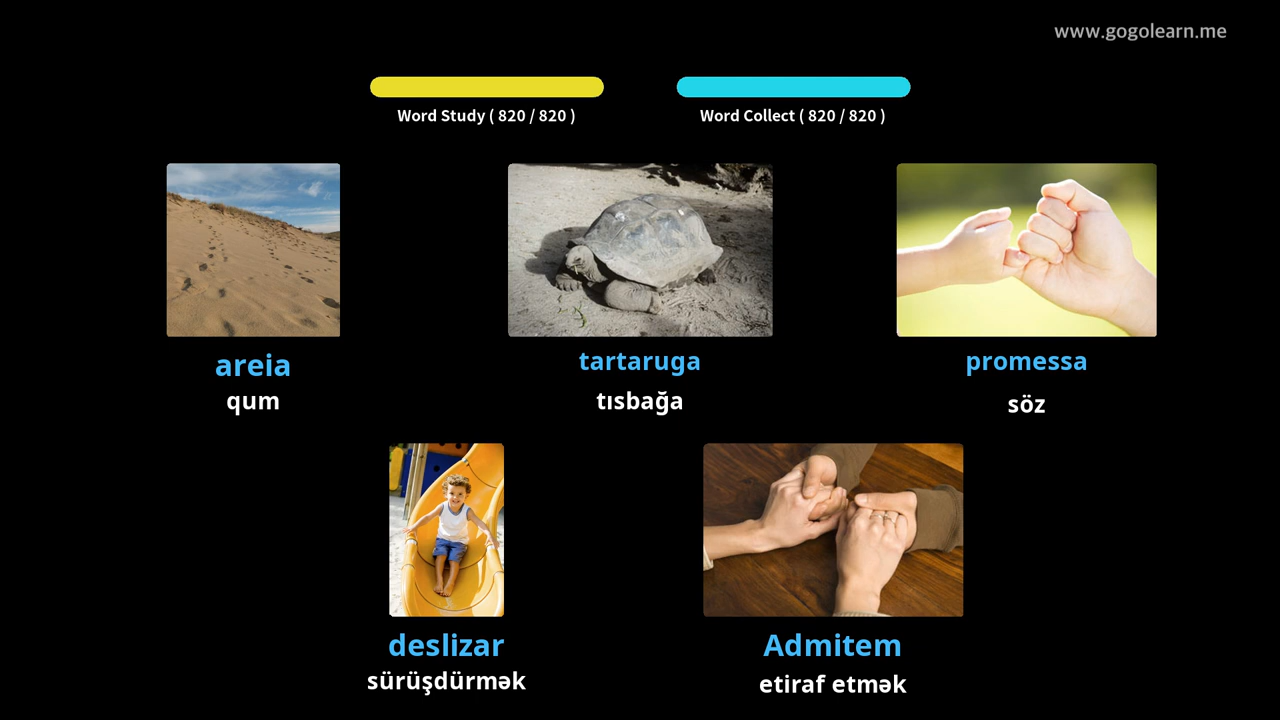 www.gogolearn.me
Word Study ( 820 / 820 )
Word Collect ( 820 / 820 )
areia
qum
tartaruga
tısbağa
promessa
söz
deslizar
sürüşdürmək
Admitem
etiraf etmək